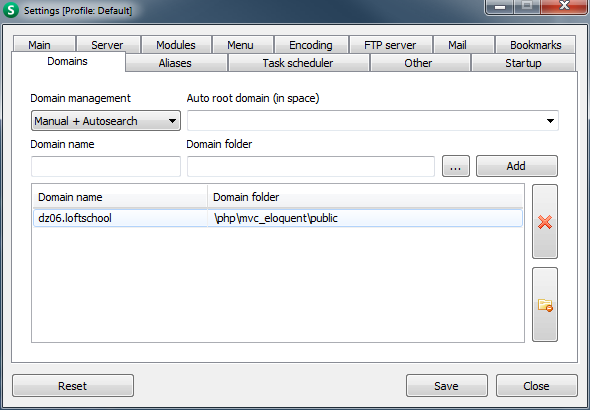 S Settings [Profile: Default]
Main Server Modules Menu Encoding FTP server Mail Bookmarks
Domains Aliases Task scheduler Other Startup
Domain management Auto root domain (in space)
Manual + Autosearch
Domain name Domain folder
... Add
Domain name Domain folder
dz06.loftschool \php\mvc_eloquent\public
Reset Save Close